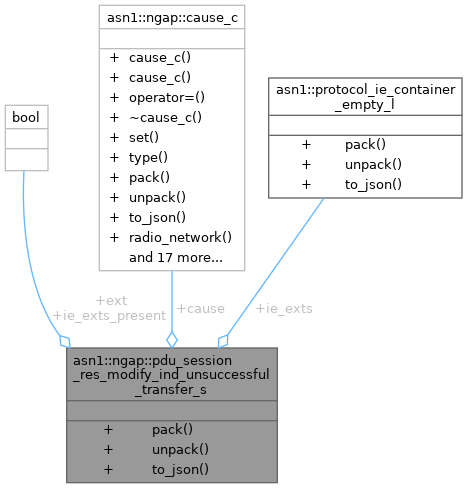 asn1::ngap::cause_c
+ cause_c()
+ cause_c()
+ operator=()
+ ~cause_c()
+ set()
+ type()
+ pack()
+ unpack()
+ to_json()
+ radio_network()
and 17 more...
asn1::protocol_ie_container
_empty_l
+ pack()
+ unpack()
+ to_json()
bool
+ext
+ie_exts_present
+cause
+ie_exts
asn1::ngap::pdu_session
_res_modify_ind_unsuccessful
_transfer_s
+ pack()
+ unpack()
+ to_json()